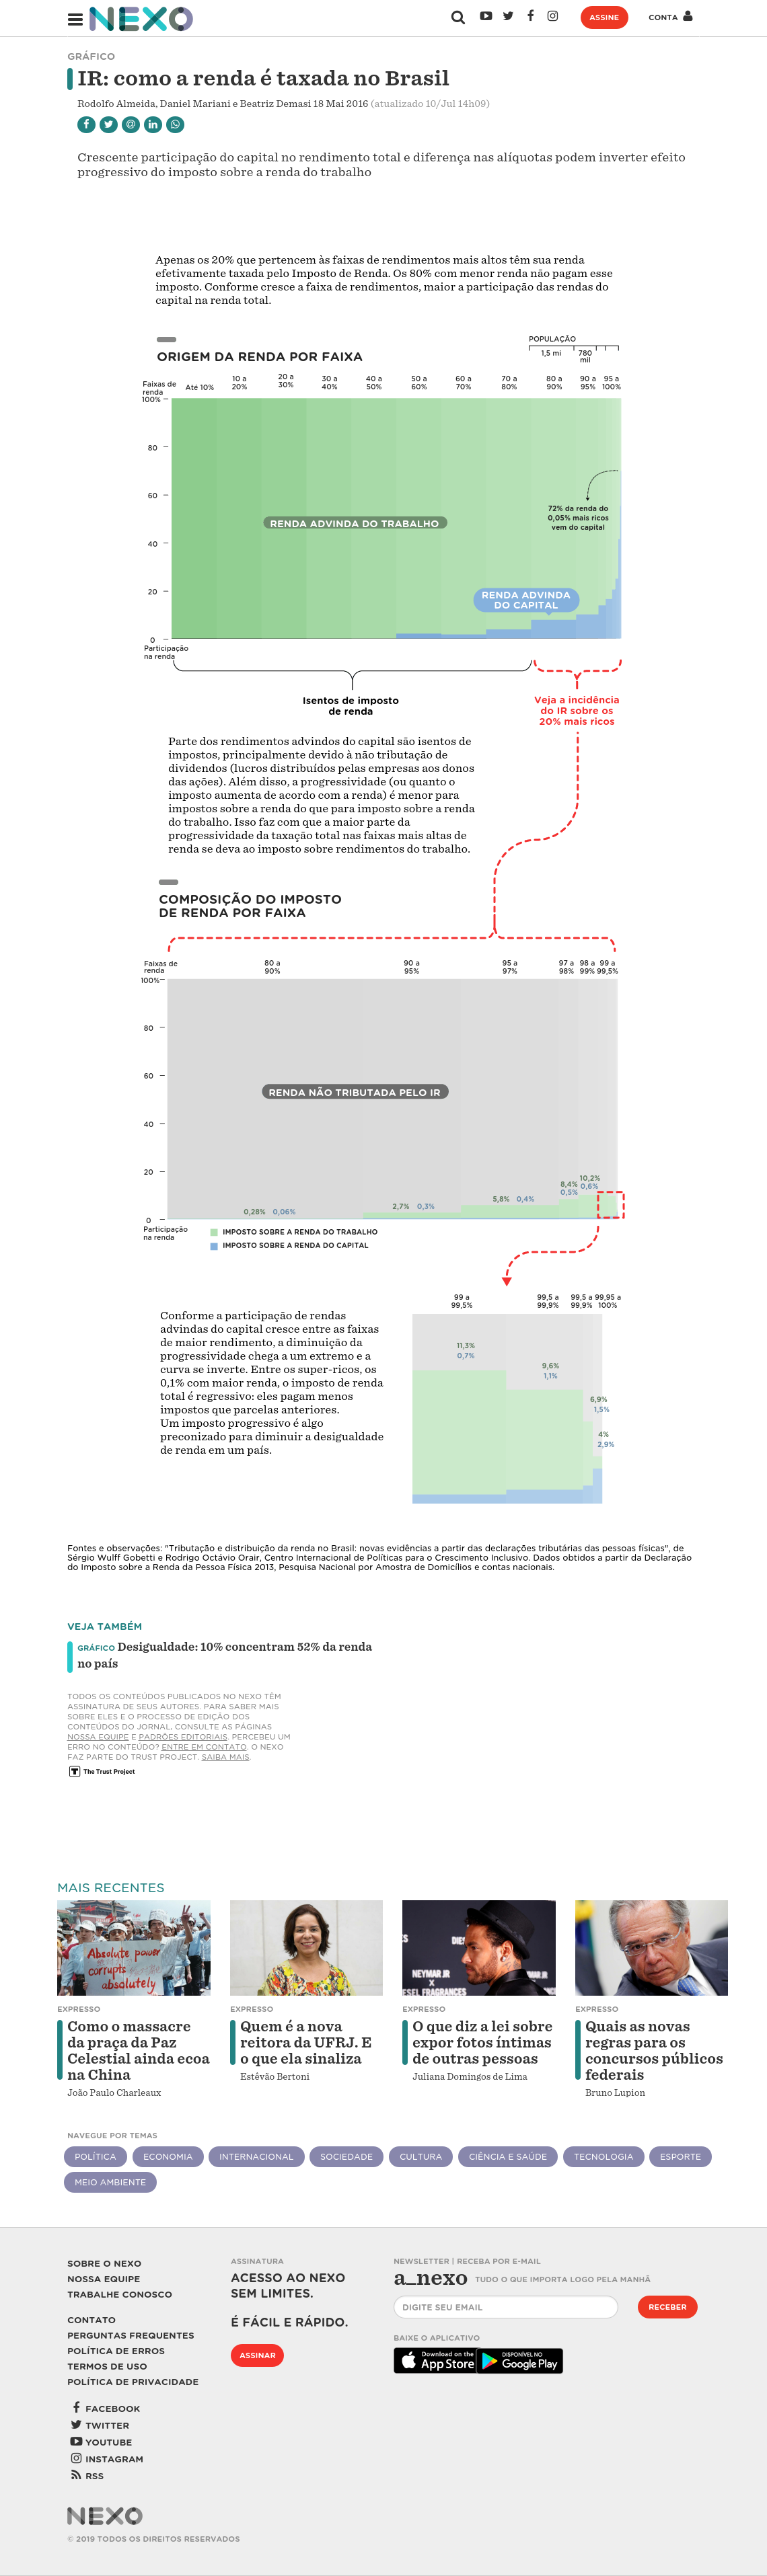 NEXO
ASSINE
CONTA
GRÁFICO
IR: como a renda é taxada no Brasil
Rodolfo Almeida, Daniel Mariani e Beatriz Demasi 18 Mai 2016 (atualizado 10/Jul 14h09)
Crescente participação do capital no rendimento total e diferença nas alíquotas podem inverter efeito
progressivo do imposto sobre a renda do trabalho
Apenas os 20% que pertencem às faixas de rendimentos mais altos têm sua renda
efetivamente taxada pelo Imposto de Renda. Os 80% com menor renda não pagam esse
imposto. Conforme cresce a faixa de rendimentos, maior a participação das rendas do
capital na renda total.
POPULAÇÃO
1,5 mi
780
mil
ORIGEM DA RENDA POR FAIXA
Faixas de
renda
Até 10%
10 a
20%
20 a
30%
30 a
40%
40 a
50%
50 a
60%
60 a
70%
70 a
80%
80 a
90%
90 a
95%
95 a
100%
100%
80
60
40
20
0
72% da renda do
0,05% mais ricos
vem do capital
RENDA ADVINDA DO TRABALHO
RENDA ADVINDA
DO CAPITAL
Participação
na renda
Isentos de imposto
de renda
Veja a incidência
do IR sobre os
20% mais ricos
Parte dos rendimentos advindos do capital são isentos de
impostos, principalmente devido à não tributação de
dividendos (lucros distribuídos pelas empresas aos donos
das ações). Além disso, a progressividade (ou quanto o
imposto aumenta de acordo com a renda) é menor para
impostos sobre a renda do que para imposto sobre a renda
do trabalho. Isso faz com que a maior parte da
progressividade da taxação total nas faixas mais altas de
renda se deva ao imposto sobre rendimentos do trabalho.
COMPOSIÇÃO DO IMPOSTO
DE RENDA POR FAIXA
Faixas de
renda
80 a
90%
90 a
95%
95 a
97%
97 a
98%
98 a
99%
99 a
99,5%
100%
80
60
40
20
0
RENDA NÃO TRIBUTADA PELO IR
0,28% 0,06%
2,7% 0,3%
5,8% 0,4%
8,4%
0,5%
10,2%
0,6%
Participação
na renda
IMPOSTO SOBRE A RENDA DO TRABALHO
IMPOSTO SOBRE A RENDA DO CAPITAL
99 a
99,5%
99,5 a
99,9%
99,5 a
99,9%
99,95 a
100%
11,3%
0,7%
9,6%
1,1%
6,9%
1,5%
4%
2,9%
Conforme a participação de rendas
advindas do capital cresce entre as faixas
de maior rendimento, a diminuição da
progressividade chega a um extremo e a
curva se inverte. Entre os super-ricos, os
0,1% com maior renda, o imposto de renda
total é regressivo: eles pagam menos
impostos que parcelas anteriores.
Um imposto progressivo é algo
preconizado para diminuir a desigualdade
de renda em um país.
Fontes e observações: "Tributação e distribuição da renda no Brasil: novas evidências a partir das declarações tributárias das pessoas físicas", de
Sérgio Wulff Gobetti e Rodrigo Octávio Orair, Centro Internacional de Políticas para o Crescimento Inclusivo. Dados obtidos a partir da Declaração
do Imposto sobre a Renda da Pessoa Física 2013, Pesquisa Nacional por Amostra de Domicílios e contas nacionais.
VEJA TAMBÉM
GRÁFICO Desigualdade: 10% concentram 52% da renda
no país
TODOS OS CONTEÚDOS PUBLICADOS NO NEXO TÊM
ASSINATURA DE SEUS AUTORES. PARA SABER MAIS
SOBRE ELES E O PROCESSO DE EDIÇÃO DOS
CONTEÚDOS DO JORNAL, CONSULTE AS PÁGINAS
NOSSA EQUIPE E PADRÕES EDITORIAIS. PERCEBEU UM
ERRO NO CONTEÚDO? ENTRE EM CONTATO. O NEXO
FAZ PARTE DO TRUST PROJECT. SAIBA MAIS.
The Trust Project
MAIS RECENTES
Absolute power
corrupts
absolutely
NEYMAR JR
X
ESEL FRAGRANCES
DIES
EXPRESSO
Como o massacre
da praça da Paz
Celestial ainda ecoa
na China
João Paulo Charleaux
EXPRESSO
Quem é a nova
reitora da UFRJ. E
o que ela sinaliza
Estêvão Bertoni
EXPRESSO
O que diz a lei sobre
expor fotos íntimas
de outras pessoas
Juliana Domingos de Lima
EXPRESSO
Quais as novas
regras para os
concursos públicos
federais
Bruno Lupion
NAVEGUE POR TEMAS
POLÍTICA
ECONOMIA
INTERNACIONAL
SOCIEDADE
CULTURA
CIÊNCIA E SAÚDE
TECNOLOGIA
ESPORTE
MEIO AMBIENTE
SOBRE O NEXO
NOSSA EQUIPE
TRABALHE CONOSCO
CONTATO
PERGUNTAS FREQUENTES
POLÍTICA DE ERROS
TERMOS DE USO
POLÍTICA DE PRIVACIDADE
FACEBOOK
TWITTER
YOUTUBE
INSTAGRAM
RSS
ASSINATURA
ACESSO AO NEXO
SEM LIMITES.
É FÁCIL E RÁPIDO.
ASSINAR
NEWSLETTER | RECEBA POR E-MAIL
a_nexo TUDO O QUE IMPORTA LOGO PELA MANHÃ
DIGITE SEU EMAIL
RECEBER
BAIXE O APLICATIVO
Download on the
App Store
DISPONÍVEL NO
Google Play
NEXO
© 2019 TODOS OS DIREITOS RESERVADOS